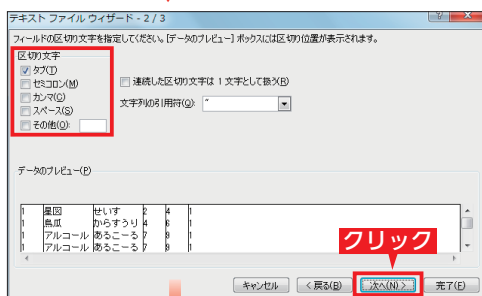 テキスト ファイル ウィザード - 2 / 3
フィールドの区切り文字を指定してください。[データのプレビュー] ボックスには区切り位置が表示されます。
区切り文字
タブ(T)
セミコロン(M)
カンマ(C)
スペース(S)
その他(O):
連続した区切り文字は 1 文字として扱う(R)
文字列の引用符(Q): "
データのプレビュー(P)
1 星図 せいず 2 4 1
1 烏瓜 からすうり 4 6 1
1 アルコール あるこーる 7 8 1
1 アルコール あるこーる 7 9 1
クリック
キャンセル < 戻る(B) 次へ(N) > 完了(F)